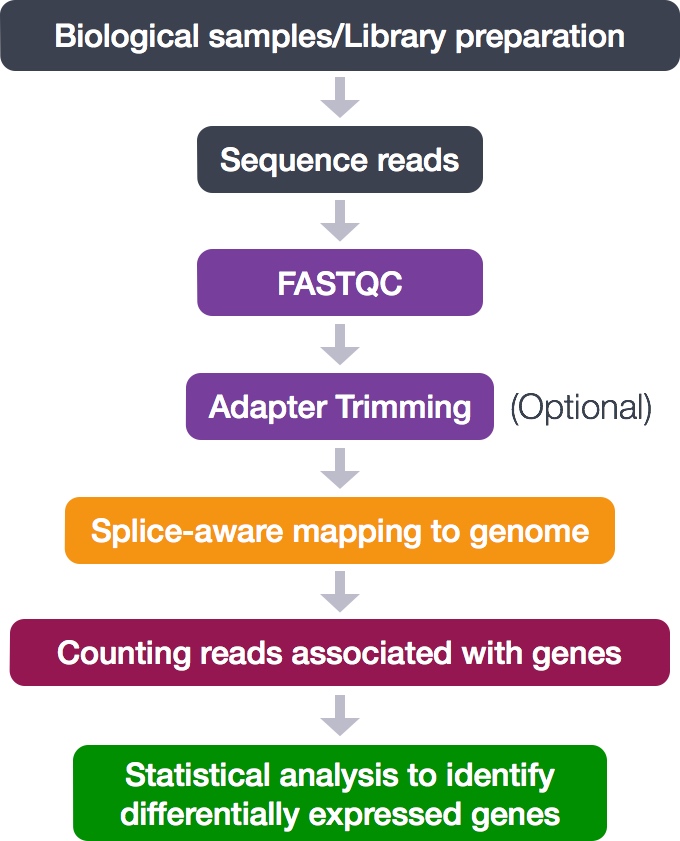 Biological samples/Library preparation
Sequence reads
FASTQC
Adapter Trimming (Optional)
Splice-aware mapping to genome
Counting reads associated with genes
Statistical analysis to identify
differentially expressed genes